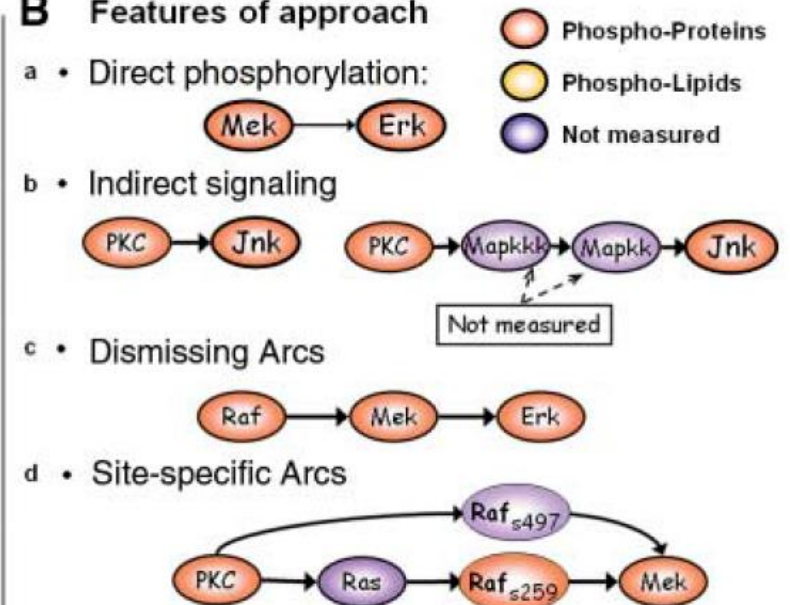 B Features of approach
Phospho-Proteins
Phospho-Lipids
Not measured
a • Direct phosphorylation:
Mek Erk
b • Indirect signaling
PKC Jnk PKC Mapkkk Mapkk Jnk
Not measured
c • Dismissing Arcs
Raf Mek Erk
d • Site-specific Arcs
Raf s497
PKC Ras Raf s259 Mek